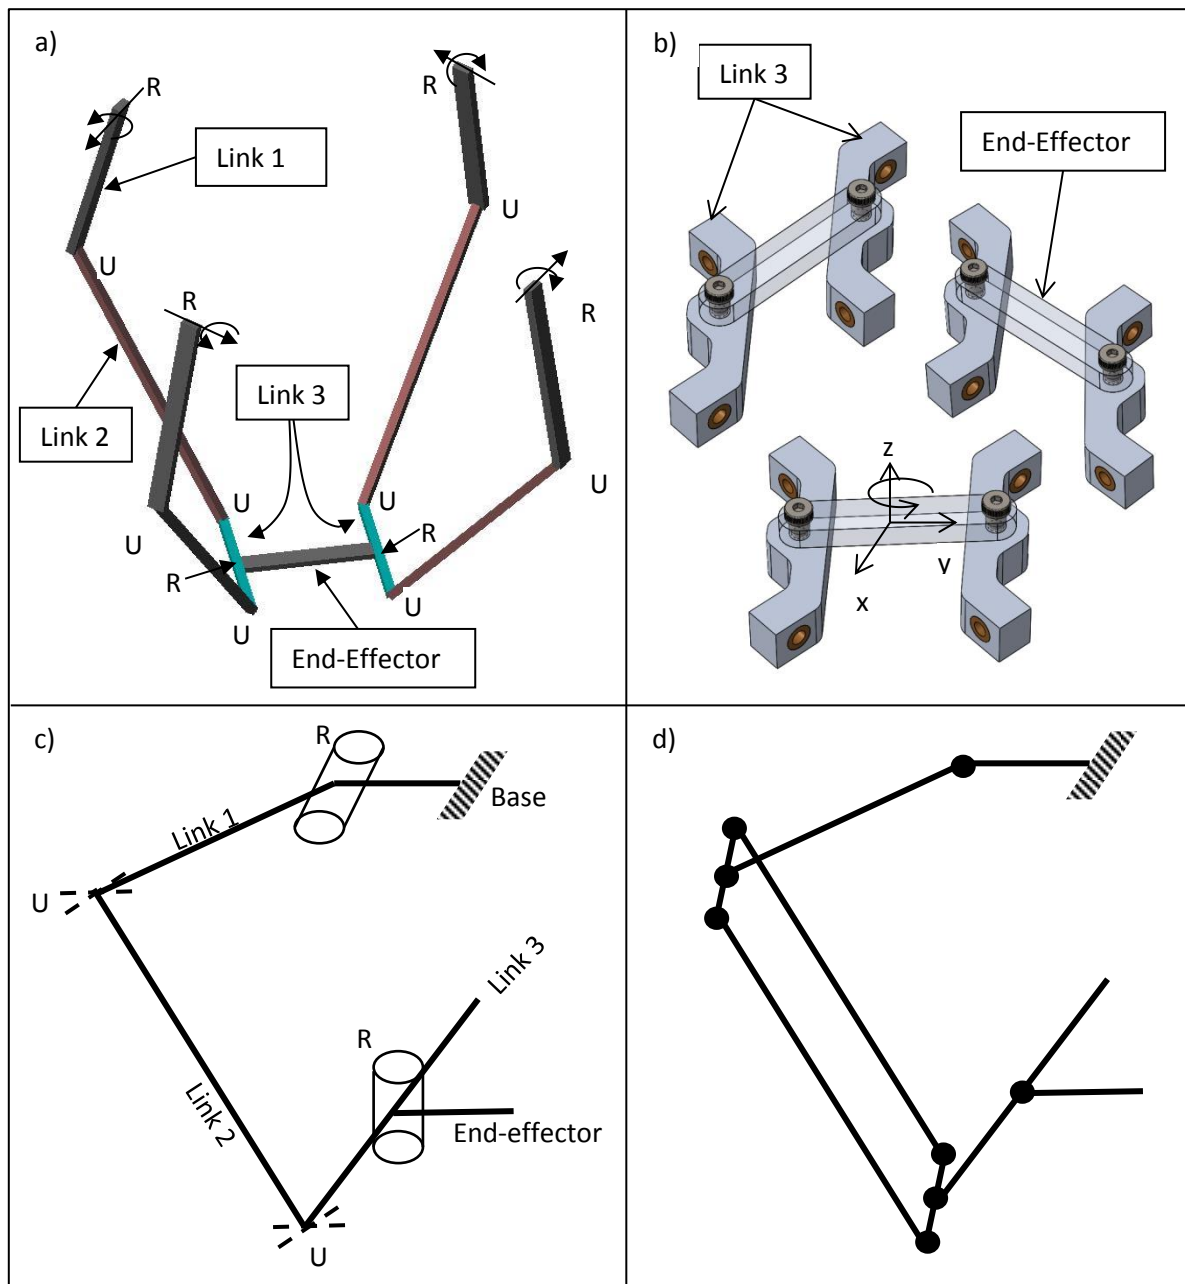 a)
R
R
Link 1
U
U
R
R
Link 2
Link 3
U
U
U
U
R
R
U
U
End-Effector
b)
Link 3
End-Effector
z
y
x
c)
R
Base
Link 1
U
Link 2
Link 3
R
End-effector
U
d)